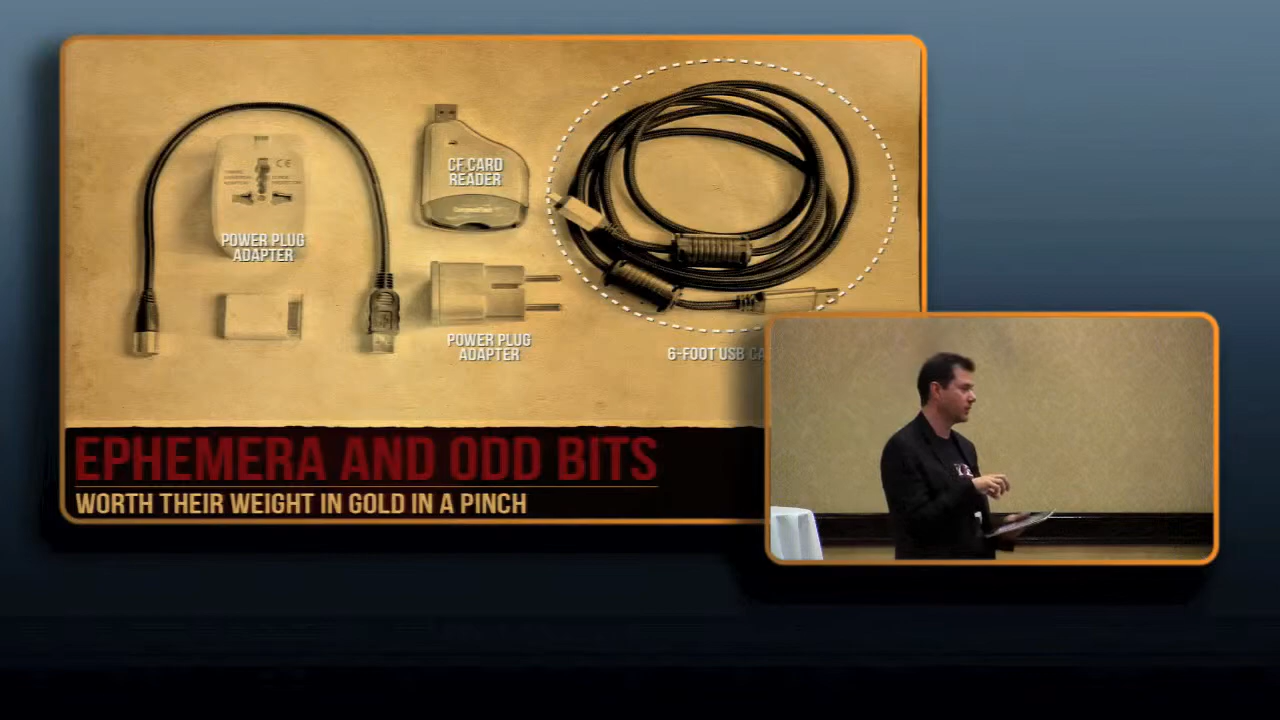 CF CARD
READER
CE
POWER PLUG
ADAPTER
POWER PLUG
ADAPTER
6-FOOT USB CA
EPHEMERA AND ODD BITS
WORTH THEIR WEIGHT IN GOLD IN A PINCH